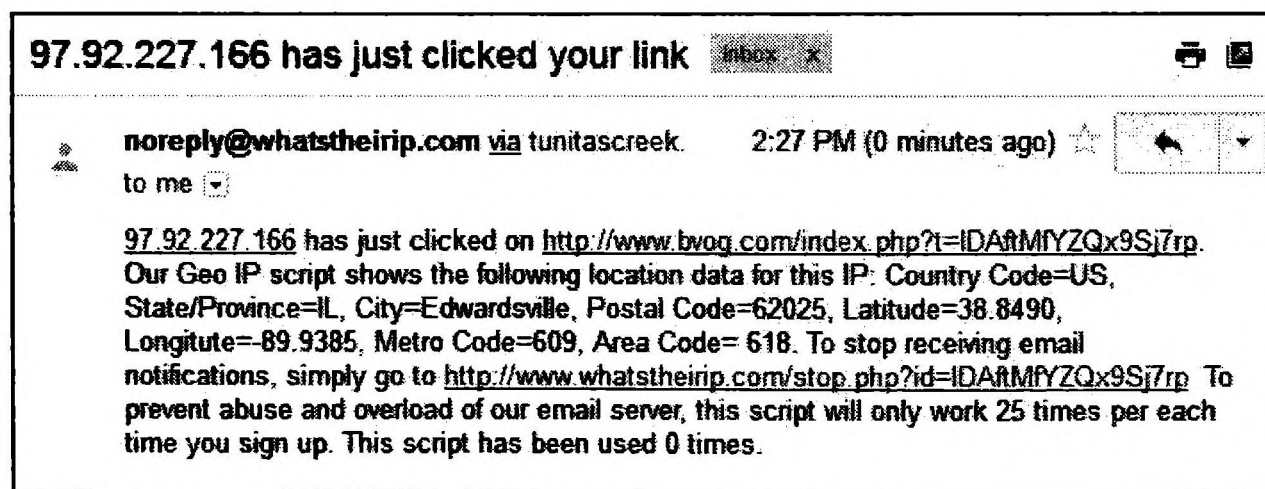 97.92.227.166 has just clicked your link Inbox x
noreply@whatstheirip.com via tunitascreek. 2:27 PM (0 minutes ago)
to me
97.92.227.166 has just clicked on http://www.bvog.com/index.php?t=IDAftMfYZQx9Sj7rp.
Our Geo IP script shows the following location data for this IP: Country Code=US,
State/Province=IL, City=Edwardsville, Postal Code=62025, Latitude=38.8490,
Longitute=-89.9385, Metro Code=609, Area Code= 618. To stop receiving email
notifications, simply go to http://www.whatstheirip.com/stop.php?id=IDAftMfYZQx9Sj7rp To
prevent abuse and overload of our email server, this script will only work 25 times per each
time you sign up. This script has been used 0 times.